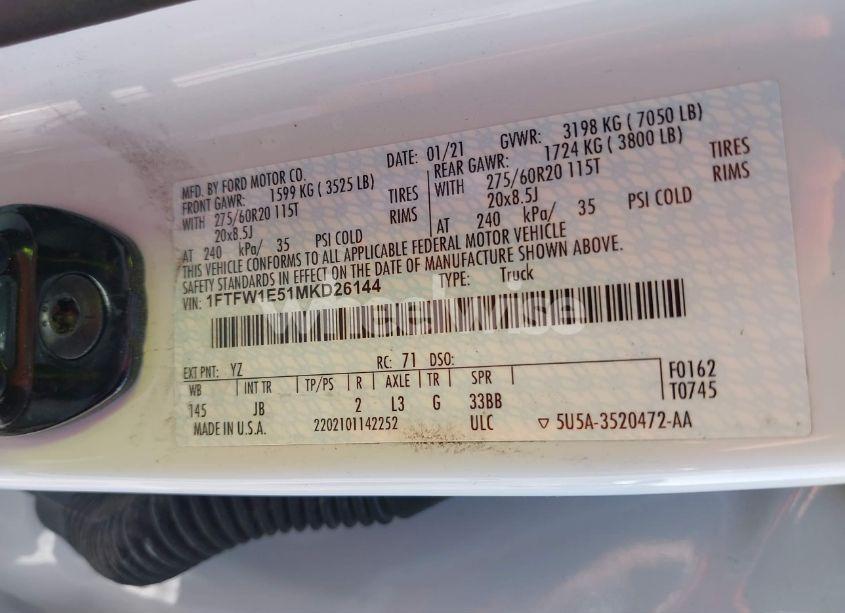 MFD. BY FORD MOTOR CO. DATE: 01/21 GVWR: 3198 KG ( 7050 LB)
FRONT GAWR: 1599 KG ( 3525 LB) REAR GAWR: 1724 KG ( 3800 LB)
WITH 275/60R20 115T TIRES WITH 275/60R20 115T TIRES
20x8.5J RIMS 20x8.5J RIMS
AT 240 kPa/ 35 PSI COLD AT 240 kPa/ 35 PSI COLD
THIS VEHICLE CONFORMS TO ALL APPLICABLE FEDERAL MOTOR VEHICLE
SAFETY STANDARDS IN EFFECT ON THE DATE OF MANUFACTURE SHOWN ABOVE.
VIN: 1FTFW1E51MKD26144 TYPE: Truck
wheelwise
EXT PNT: YZ RC: 71 DSO: F0162
WB INT TR TP/PS R AXLE TR SPR T0745
145 JB 2 L3 G 33BB
MADE IN U.S.A. 2202101142252 ULC ▽ 5U5A-3520472-AA